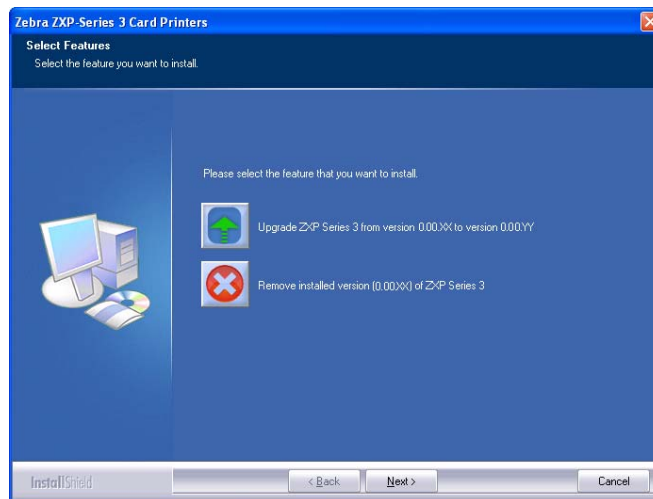 Zebra ZXP-Series 3 Card Printers
Select Features
Select the feature you want to install.
Please select the feature that you want to install.
Upgrade ZXP Series 3 from version 0.00.XX to version 0.00.YY
Remove installed version (0.00.XX) of ZXP Series 3
InstallShield
< Back
Next >
Cancel